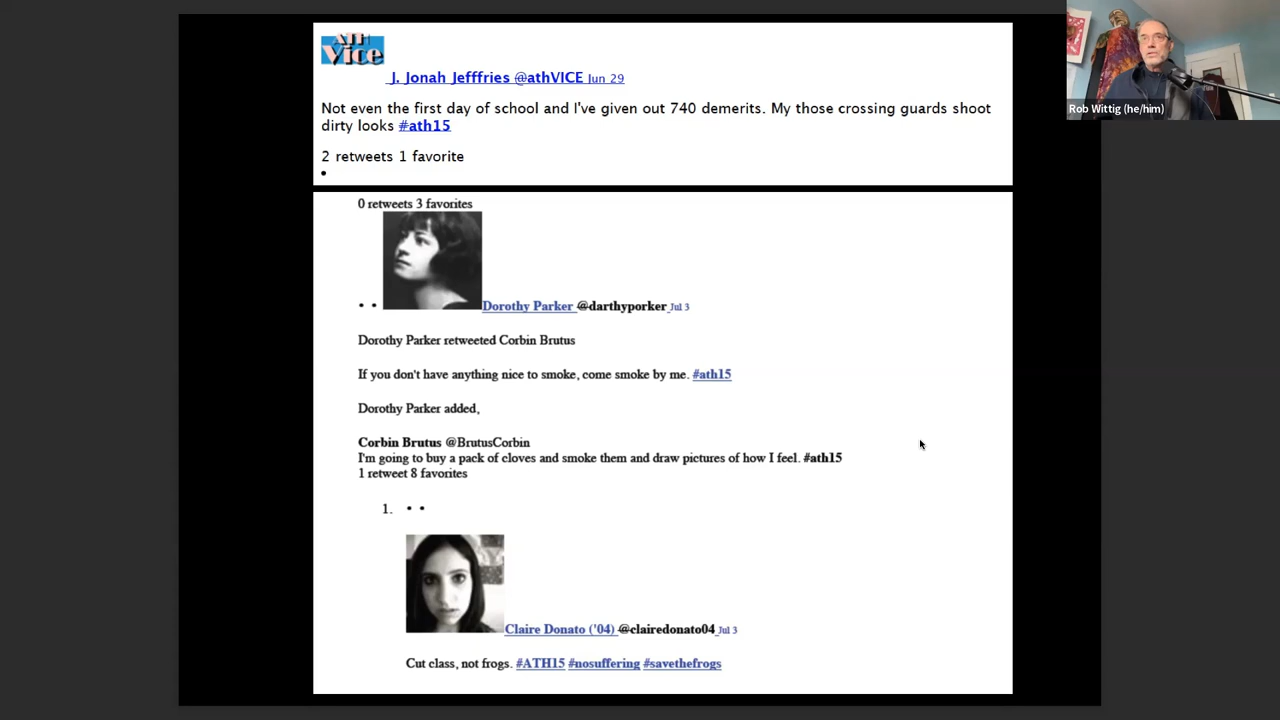 ATH
Vice
J. Jonah Jefffries @athVICE Jun 29
Not even the first day of school and I've given out 740 demerits. My those crossing guards shoot
dirty looks #ath15
2 retweets 1 favorite
•
Rob Wittig (he/him)
0 retweets 3 favorites
• • Dorothy Parker @darthyporker Jul 3
Dorothy Parker retweeted Corbin Brutus
If you don't have anything nice to smoke, come smoke by me. #ath15
Dorothy Parker added,
Corbin Brutus @BrutusCorbin
I'm going to buy a pack of cloves and smoke them and draw pictures of how I feel. #ath15
1 retweet 8 favorites
1. • •
Claire Donato ('04) @clairedonato04 Jul 3
Cut class, not frogs. #ATH15 #nosuffering #savethefrogs